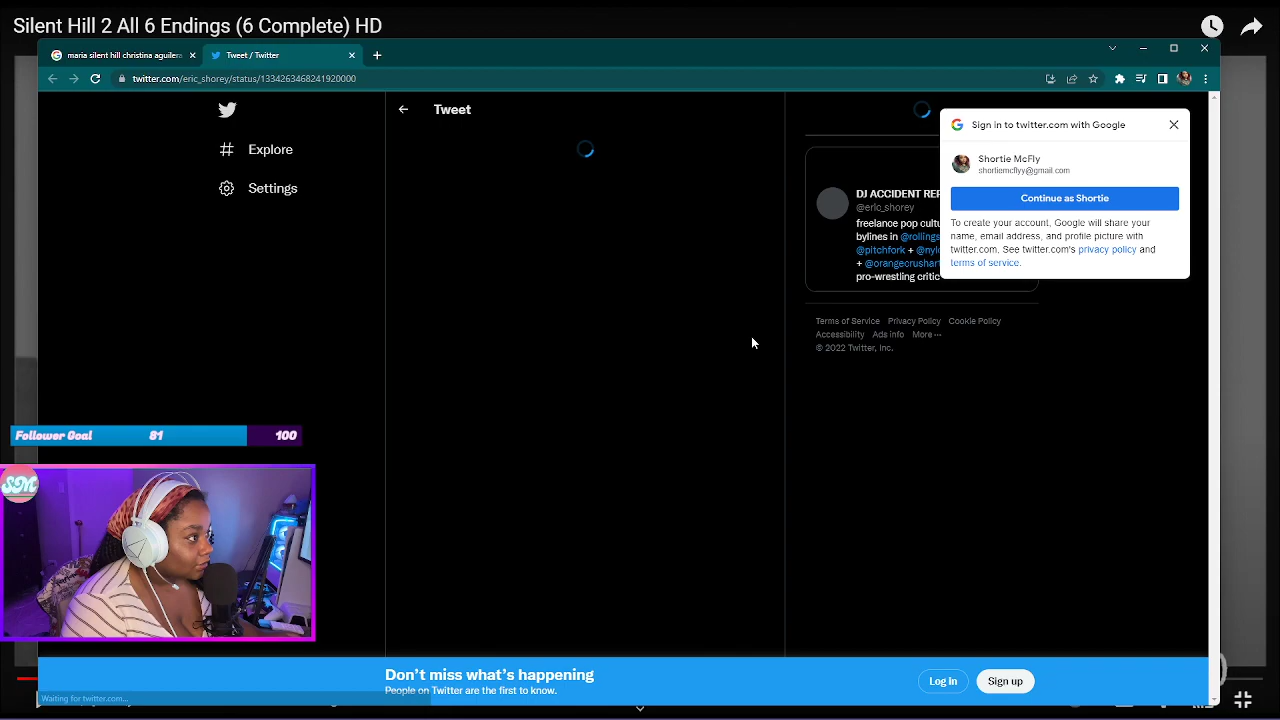 Silent Hill 2 All 6 Endings (6 Complete) HD
maria silent hill christina aguilera
Tweet / Twitter
twitter.com/eric_shorey/status/1334263468241920000
Explore
Settings
Tweet
DJ ACCIDENT REP
@eric_shorey
freelance pop cultu
bylines in @rollings
@pitchfork + @nylo
+ @orangecrushart
pro-wrestling critic
Sign in to twitter.com with Google
Shortie McFly
shortiemcflyy@gmail.com
Continue as Shortie
To create your account, Google will share your
name, email address, and profile picture with
twitter.com. See twitter.com's privacy policy and
terms of service.
Terms of Service Privacy Policy Cookie Policy
Accessibility Ads info More ···
© 2022 Twitter, Inc.
Follower Goal 81 100
SM
Don't miss what's happening
People on Twitter are the first to know.
Log in
Sign up
Waiting for twitter.com...